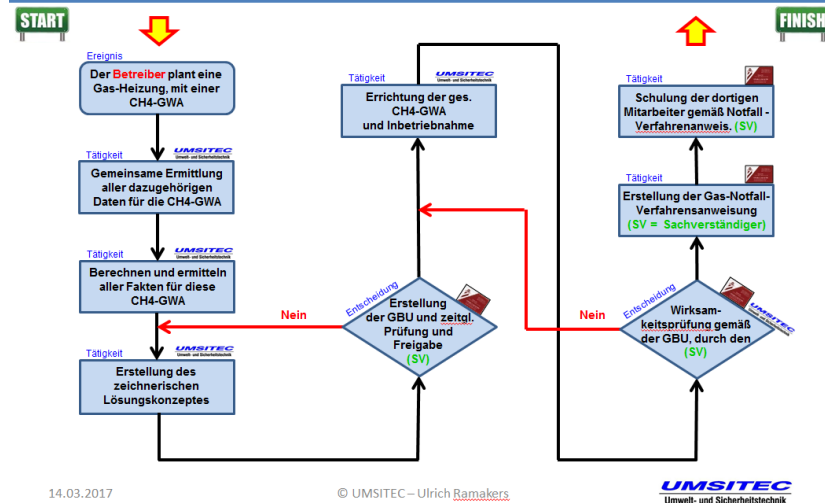 START
FINISH
Ereignis
Der Betreiber plant eine
Gas-Heizung, mit einer
CH4-GWA
UMSITEC
Umwelt- und Sicherheitstechnik
Tätigkeit
Gemeinsame Ermittlung
aller dazugehörigen
Daten für die CH4-GWA
UMSITEC
Umwelt- und Sicherheitstechnik
Tätigkeit
Berechnen und ermitteln
aller Fakten für diese
CH4-GWA
UMSITEC
Umwelt- und Sicherheitstechnik
Tätigkeit
Erstellung des
zeichnerischen
Lösungskonzeptes
UMSITEC
Umwelt- und Sicherheitstechnik
Tätigkeit
Errichtung der ges.
CH4-GWA
und Inbetriebnahme
Nein
Entscheidung
Erstellung
der GBU und zeitgl.
Prüfung und
Freigabe
(SV)
Tätigkeit
Schulung der dortigen
Mitarbeiter gemäß Notfall -
Verfahrenanweis. (SV)
Tätigkeit
Erstellung der Gas-Notfall-
Verfahrensanweisung
(SV = Sachverständiger)
Nein
Entscheidung
UMSITEC
Wirksam-
keitsprüfung gemäß
der GBU, durch den
(SV)
14.03.2017
© UMSITEC – Ulrich Ramakers
UMSITEC
Umwelt- und Sicherheitstechnik